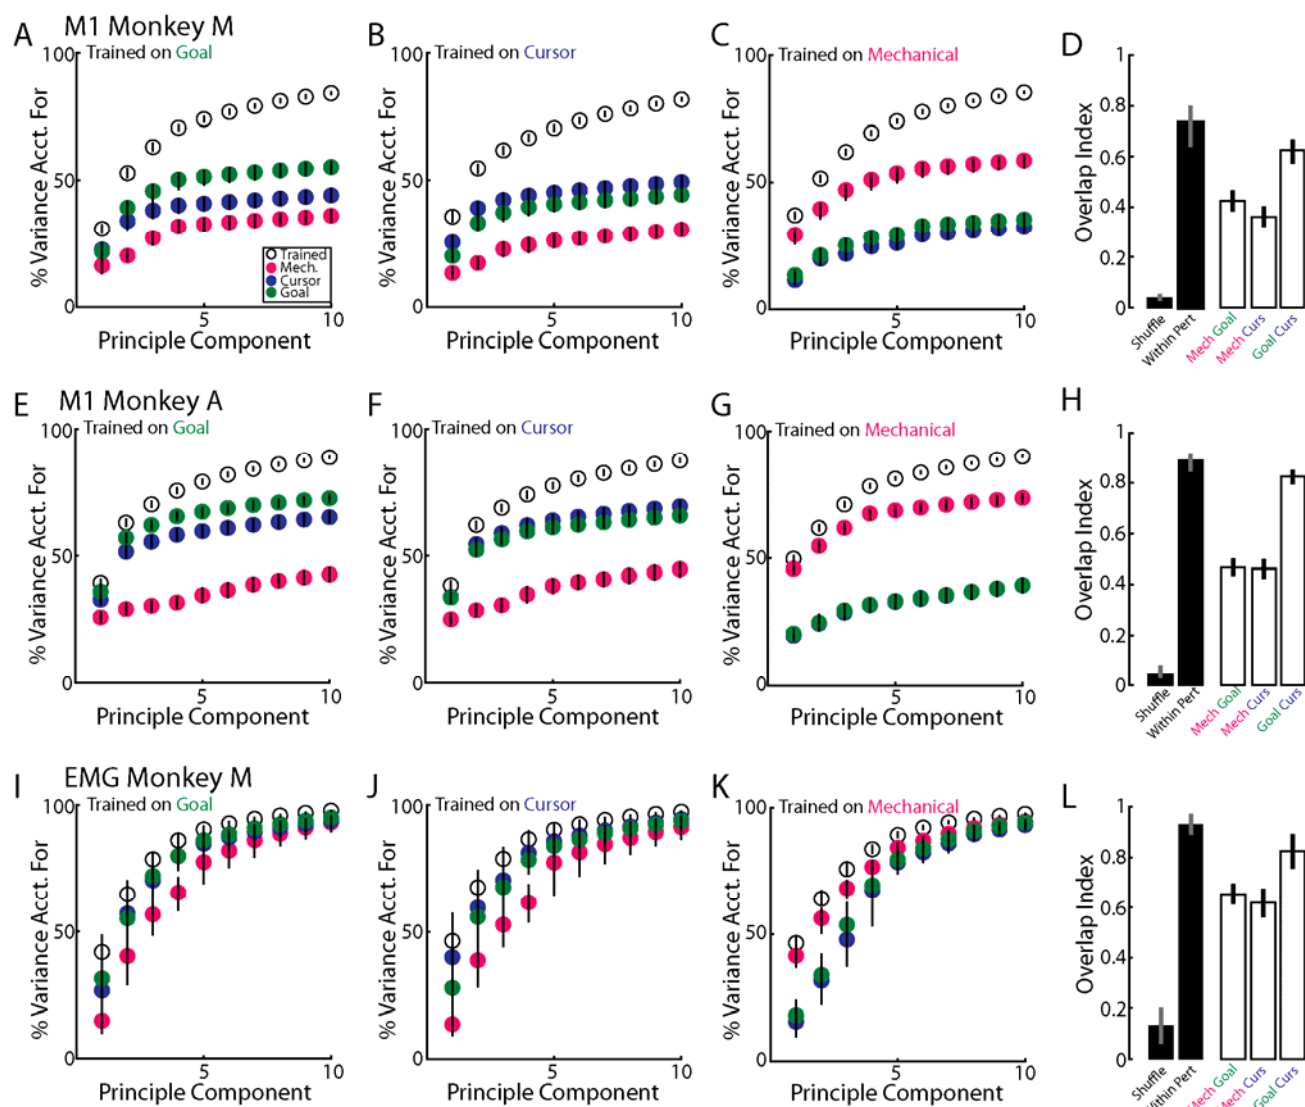 M1 Monkey M
A
Trained on Goal
100
50
0
% Variance Acct. For
5
10
Principle Component
Trained
Mech.
Cursor
Goal
B
Trained on Cursor
100
50
0
% Variance Acct. For
5
10
Principle Component
C
Trained on Mechanical
100
50
0
% Variance Acct. For
5
10
Principle Component
D
1
0.8
0.6
0.4
0.2
0
Overlap Index
Shuffle
Within Pert
Mech Goal
Mech Curs
Goal Curs
M1 Monkey A
E
Trained on Goal
100
50
0
% Variance Acct. For
5
10
Principle Component
F
Trained on Cursor
100
50
0
% Variance Acct. For
5
10
Principle Component
G
Trained on Mechanical
100
50
0
% Variance Acct. For
5
10
Principle Component
H
1
0.8
0.6
0.4
0.2
0
Overlap Index
Shuffle
Within Pert
Mech Goal
Mech Curs
Goal Curs
EMG Monkey M
I
Trained on Goal
100
50
0
% Variance Acct. For
5
10
Principle Component
J
Trained on Cursor
100
50
0
% Variance Acct. For
5
10
Principle Component
K
Trained on Mechanical
100
50
0
% Variance Acct. For
5
10
Principle Component
L
1
0.8
0.6
0.4
0.2
0
Overlap Index
Shuffle
Within Pert
Mech Goal
Mech Curs
Goal Curs